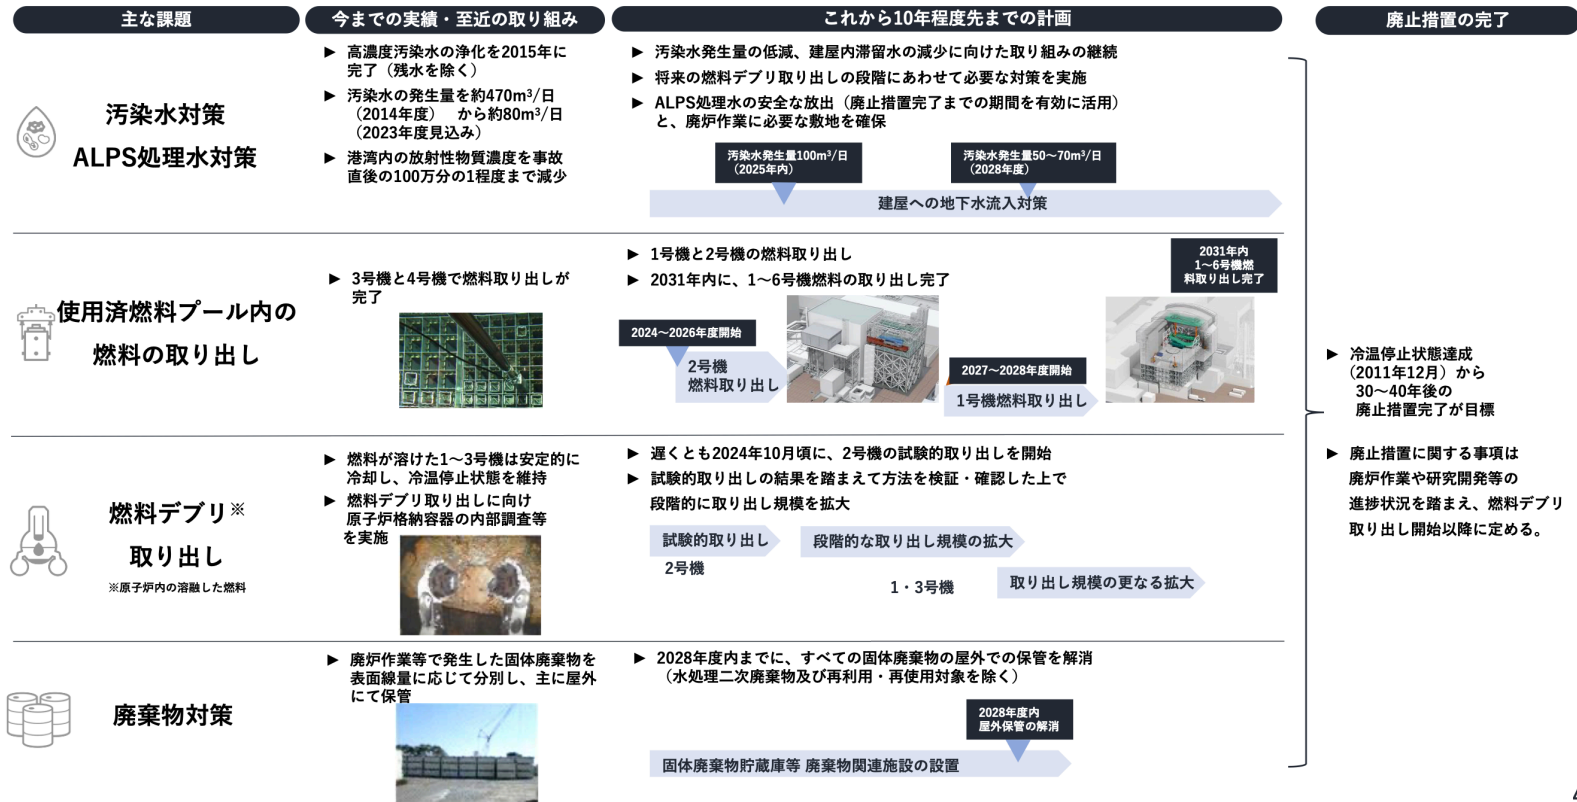 主な課題
今までの実績・至近の取り組み
これから10年程度先までの計画
廃止措置の完了
汚染水対策
ALPS処理水対策
▶ 高濃度汚染水の浄化を2015年に
完了（残水を除く）
▶ 汚染水の発生量を約470m³/日
（2014年度） から約80m³/日
（2023年度見込み）
▶ 港湾内の放射性物質濃度を事故
直後の100万分の1程度まで減少
▶ 汚染水発生量の低減、建屋内滞留水の減少に向けた取り組みの継続
▶ 将来の燃料デブリ取り出しの段階にあわせて必要な対策を実施
▶ ALPS処理水の安全な放出（廃止措置完了までの期間を有効に活用）
と、廃炉作業に必要な敷地を確保
汚染水発生量100m³/日
（2025年内）
汚染水発生量50～70m³/日
（2028年度）
建屋への地下水流入対策
使用済燃料プール内の
燃料の取り出し
▶ 3号機と4号機で燃料取り出しが
完了
▶ 1号機と2号機の燃料取り出し
▶ 2031年内に、1～6号機燃料の取り出し完了
2031年内
1～6号機燃
料取り出し完了
2024～2026年度開始
2号機
燃料取り出し
2027～2028年度開始
1号機燃料取り出し
燃料デブリ※
取り出し
※原子炉内の溶融した燃料
▶ 燃料が溶けた1～3号機は安定的に
冷却し、冷温停止状態を維持
▶ 燃料デブリ取り出しに向け
原子炉格納容器の内部調査等
を実施
▶ 遅くとも2024年10月頃に、2号機の試験的取り出しを開始
▶ 試験的取り出しの結果を踏まえて方法を検証・確認した上で
段階的に取り出し規模を拡大
試験的取り出し
段階的な取り出し規模の拡大
2号機
1・3号機
取り出し規模の更なる拡大
廃棄物対策
▶ 廃炉作業等で発生した固体廃棄物を
表面線量に応じて分別し、主に屋外
にて保管
▶ 2028年度内までに、すべての固体廃棄物の屋外での保管を解消
（水処理二次廃棄物及び再利用・再使用対象を除く）
2028年度内
屋外保管の解消
固体廃棄物貯蔵庫等 廃棄物関連施設の設置
▶ 冷温停止状態達成
（2011年12月）から
30～40年後の
廃止措置完了が目標
▶ 廃止措置に関する事項は
廃炉作業や研究開発等の
進捗状況を踏まえ、燃料デブリ
取り出し開始以降に定める。